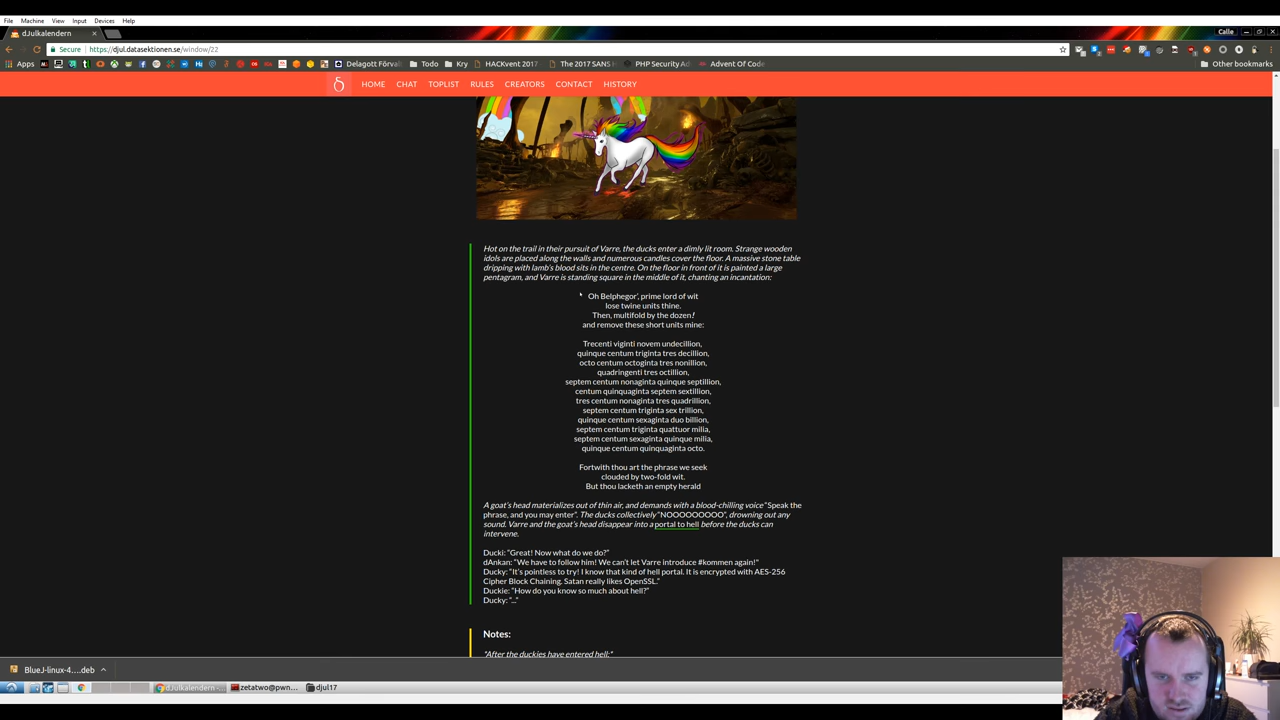 File Machine View Input Devices Help
dJulkalendern
Calle
Secure https://djul.datasektionen.se/window/22
Apps
Delagott Förval
Todo
Kry
HACKvent 2017
The 2017 SANS H
PHP Security Ad
Advent Of Code
Other bookmarks
HOME CHAT TOPLIST RULES CREATORS CONTACT HISTORY
Hot on the trail in their pursuit of Varre, the ducks enter a dimly lit room. Strange wooden
idols are placed along the walls and numerous candles cover the floor. A massive stone table
dripping with lamb's blood sits in the centre. On the floor in front of it is painted a large
pentagram, and Varre is standing square in the middle of it, chanting an incantation:
Oh Belphegor', prime lord of wit
lose twine units thine.
Then, multifold by the dozen!
and remove these short units mine:
Trecenti viginti novem undecillion,
quinque centum triginta tres decillion,
octo centum octoginta tres nonillion,
quadringenti tres octillion,
septem centum nonaginta quinque septillion,
centum quinquaginta septem sextillion,
tres centum nonaginta tres quadrillion,
septem centum triginta sex trillion,
quinque centum sexaginta duo billion,
septem centum triginta quattuor milia,
septem centum sexaginta quinque milia,
quinque centum quinquaginta octo.
Fortwith thou art the phrase we seek
clouded by two-fold wit.
But thou lacketh an empty herald
A goat's head materializes out of thin air, and demands with a blood-chilling voice "Speak the
phrase, and you may enter". The ducks collectively "NOOOOOOOOO", drowning out any
sound. Varre and the goat's head disappear into a portal to hell before the ducks can
intervene.
Ducki: "Great! Now what do we do?"
dAnkan: "We have to follow him! We can't let Varre introduce #kommen again!"
Ducky: "It's pointless to try! I know that kind of hell portal. It is encrypted with AES-256
Cipher Block Chaining. Satan really likes OpenSSL."
Duckie: "How do you know so much about hell?"
Ducky: "..."
Notes:
"After the duckies have entered hell:"
BlueJ-linux-4....deb
dJulkalendern -...
zetatwo@pwn...
djul17